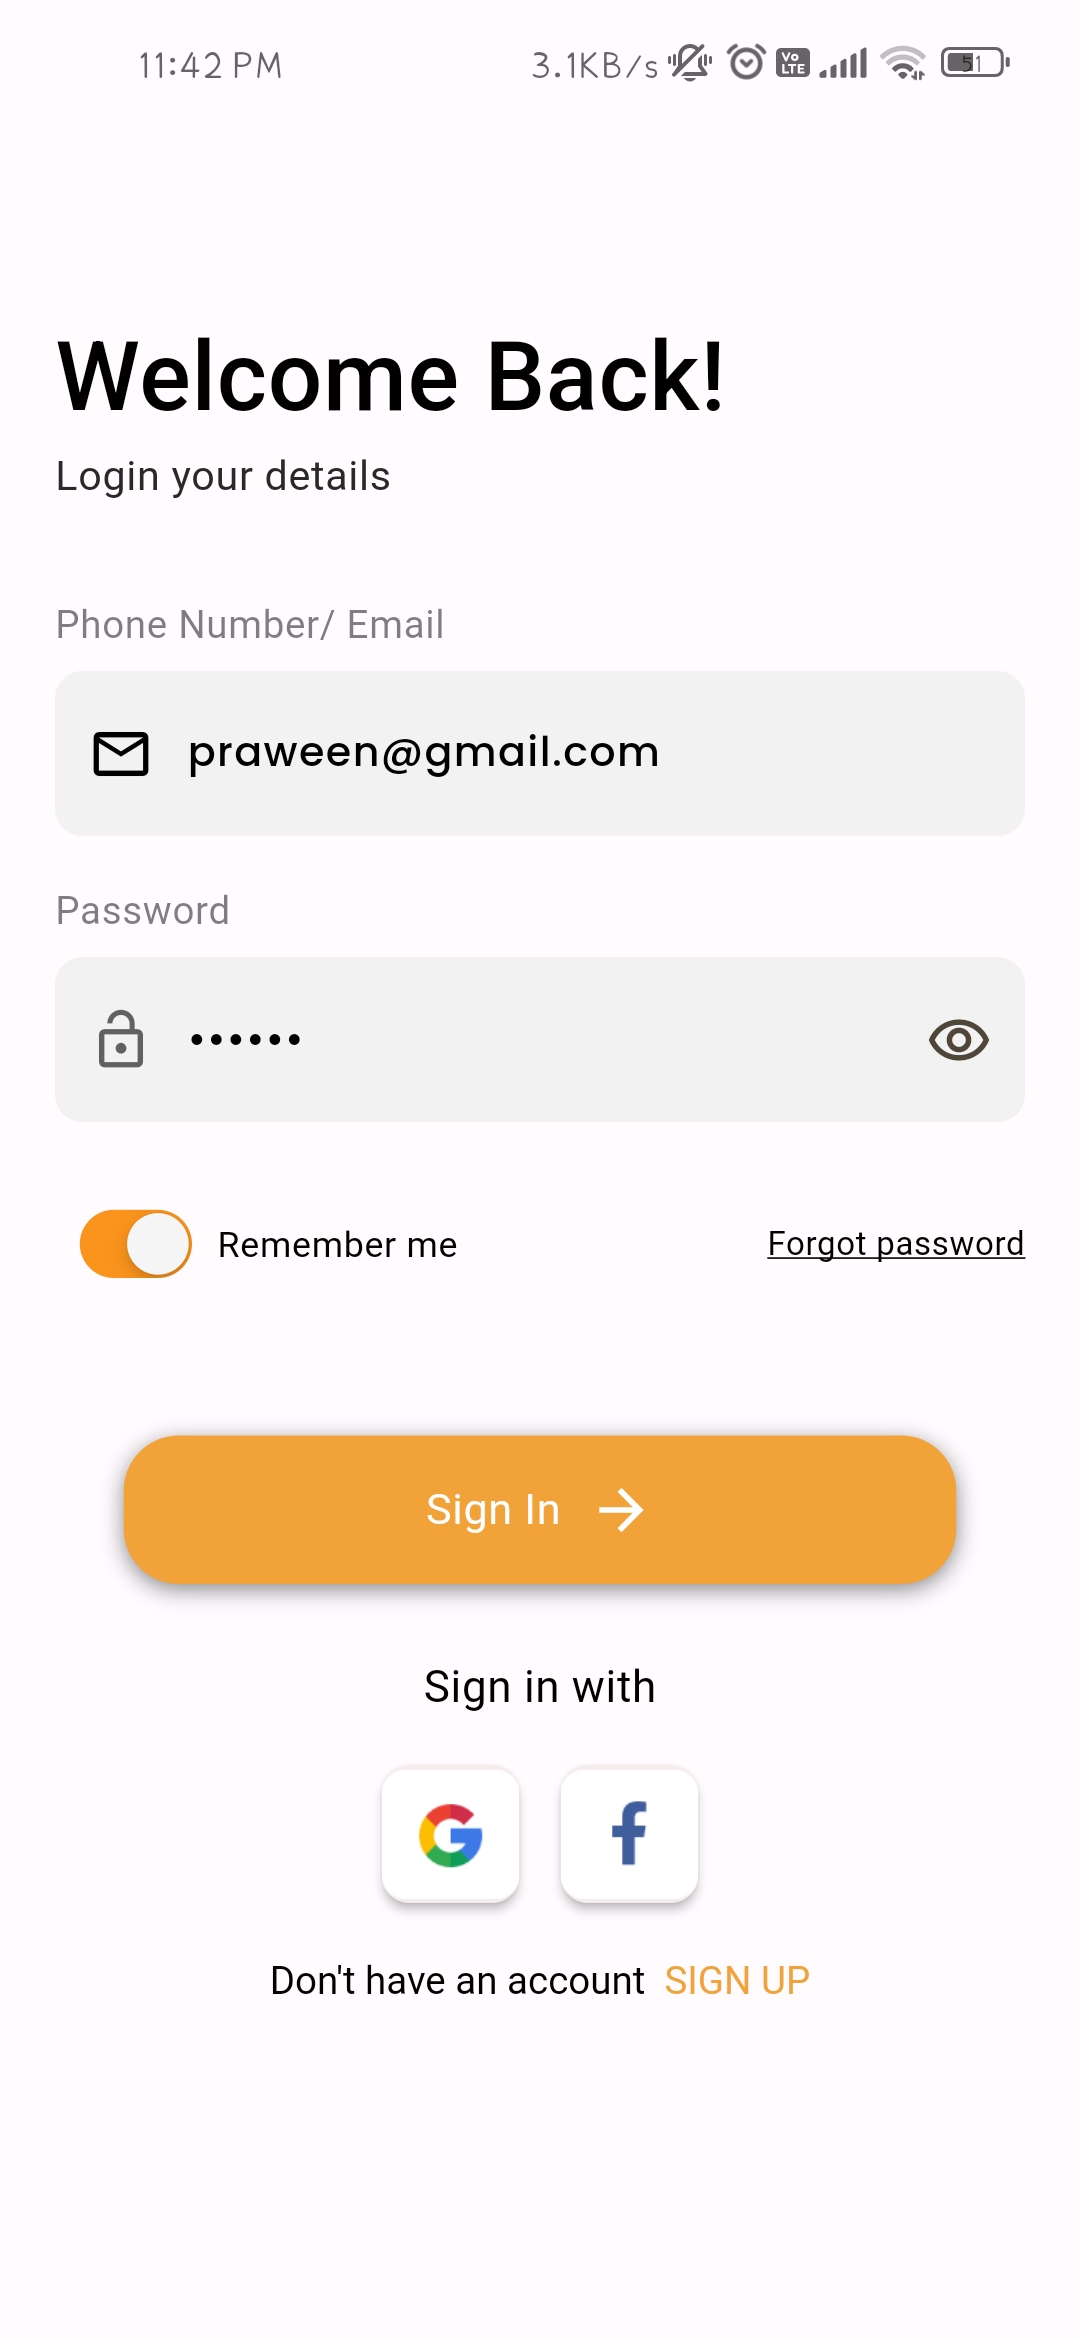 11:42 PM 3.1KB/s Vo LTE 51
Welcome Back!
Login your details
Phone Number/ Email
praween@gmail.com
Password
••••••
Remember me Forgot password
Sign In
Sign in with
Don't have an account SIGN UP